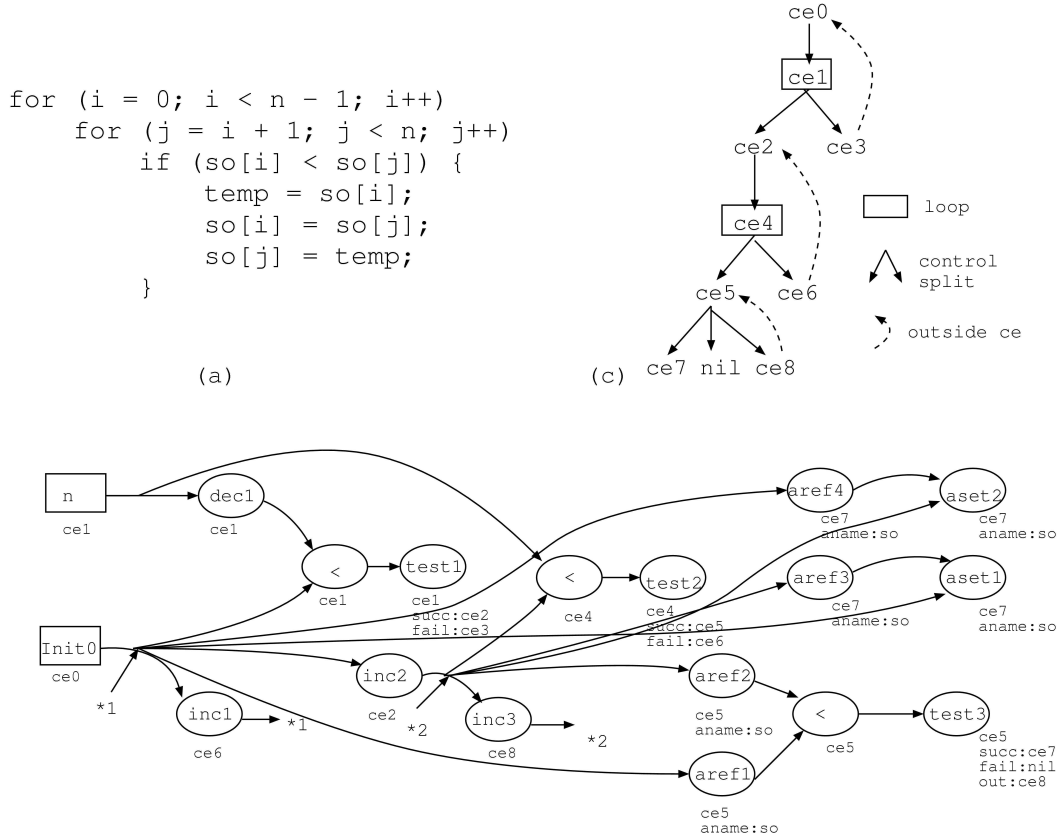 for (i = 0; i < n - 1; i++)
for (j = i + 1; j < n; j++)
if (so[i] < so[j]) {
temp = so[i];
so[i] = so[j];
so[j] = temp;
}
(a)
ce0
ce1
ce2 ce3
ce4
ce5 ce6
ce7 nil ce8
(c)
loop
control
split
outside ce
n
ce1
dec1
ce1
<
ce1
test1
ce1
succ:ce2
fail:ce3
<
ce4
test2
ce4
succ:ce5
fail:ce6
aref4
ce7
aname:so
aset2
ce7
aname:so
aref3
ce7
aname:so
aset1
ce7
aname:so
Init0
ce0
*1
inc1
ce6
*1
inc2
ce2
*2
inc3
ce8
*2
aref2
ce5
aname:so
<
ce5
test3
ce5
succ:ce7
fail:nil
out:ce8
aref1
ce5
aname:so